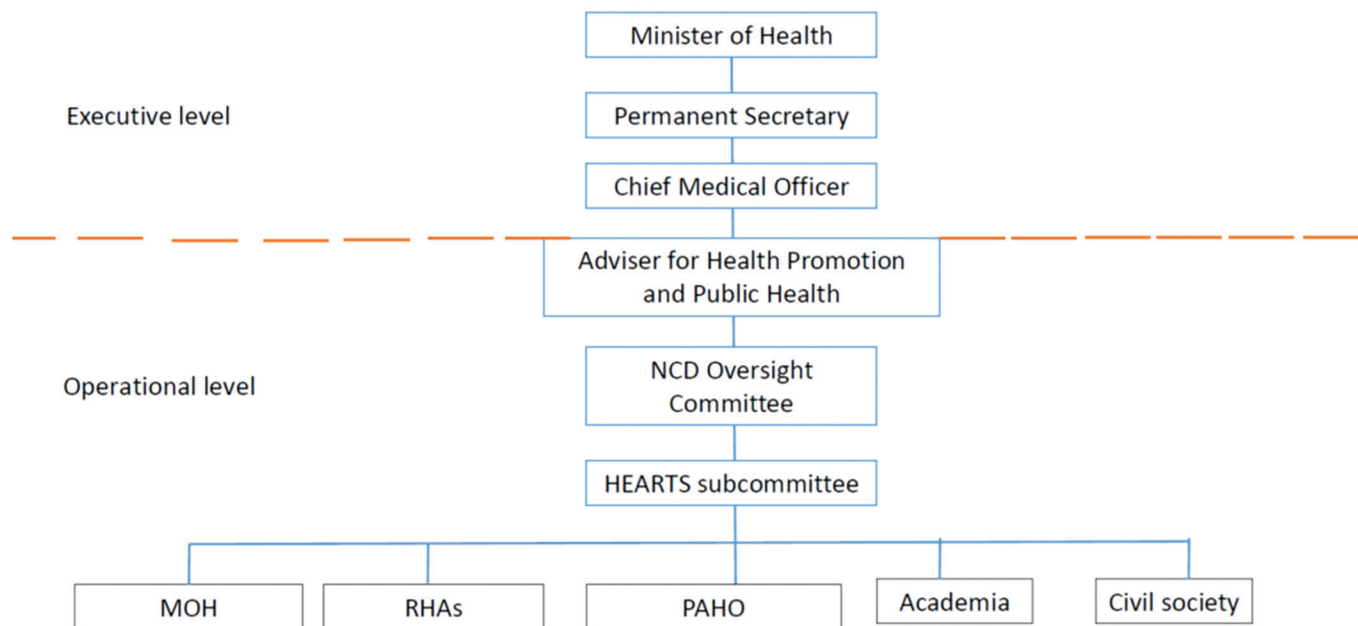 Minister of Health
Executive level
Permanent Secretary
Chief Medical Officer
Adviser for Health Promotion
and Public Health
Operational level
NCD Oversight
Committee
HEARTS subcommittee
MOH
RHAs
PAHO
Academia
Civil society